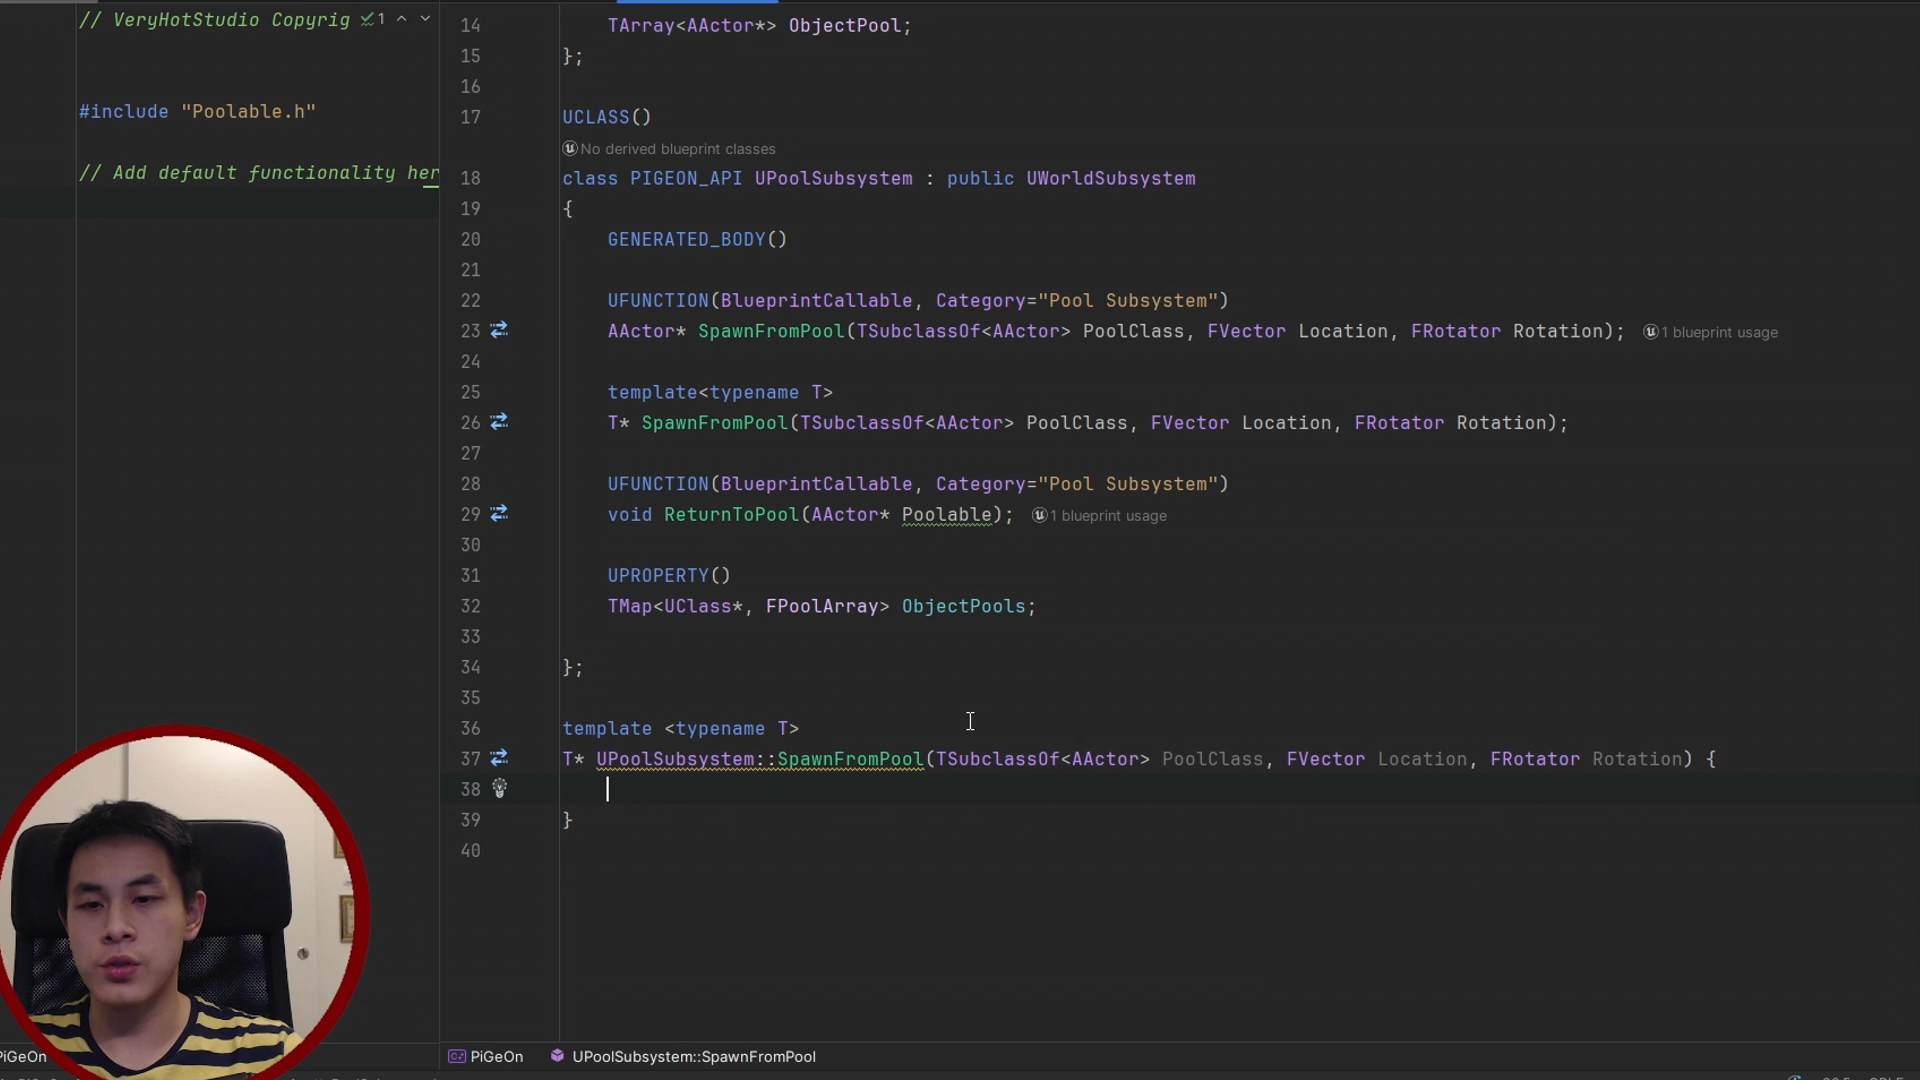 // VeryHotStudio Copyrig 1
#include "Poolable.h"
// Add default functionality her
14 TArray<AActor*> ObjectPool;
15 };
16
17 UCLASS()
No derived blueprint classes
18 class PIGEON_API UPoolSubsystem : public UWorldSubsystem
19 {
20 GENERATED_BODY()
21
22 UFUNCTION(BlueprintCallable, Category="Pool Subsystem")
23 AActor* SpawnFromPool(TSubclassOf<AActor> PoolClass, FVector Location, FRotator Rotation); 1 blueprint usage
24
25 template<typename T>
26 T* SpawnFromPool(TSubclassOf<AActor> PoolClass, FVector Location, FRotator Rotation);
27
28 UFUNCTION(BlueprintCallable, Category="Pool Subsystem")
29 void ReturnToPool(AActor* Poolable); 1 blueprint usage
30
31 UPROPERTY()
32 TMap<UClass*, FPoolArray> ObjectPools;
33
34 };
35
36 template <typename T>
37 T* UPoolSubsystem::SpawnFromPool(TSubclassOf<AActor> PoolClass, FVector Location, FRotator Rotation) {
38
39 }
40
PiGeOn
PiGeOn UPoolSubsystem::SpawnFromPool